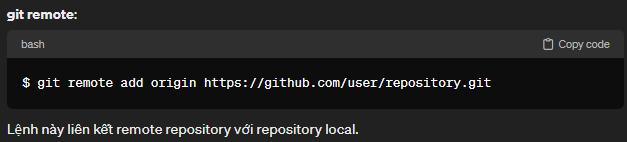 git remote:
bash
Copy code
$ git remote add origin https://github.com/user/repository.git
Lệnh này liên kết remote repository với repository local.